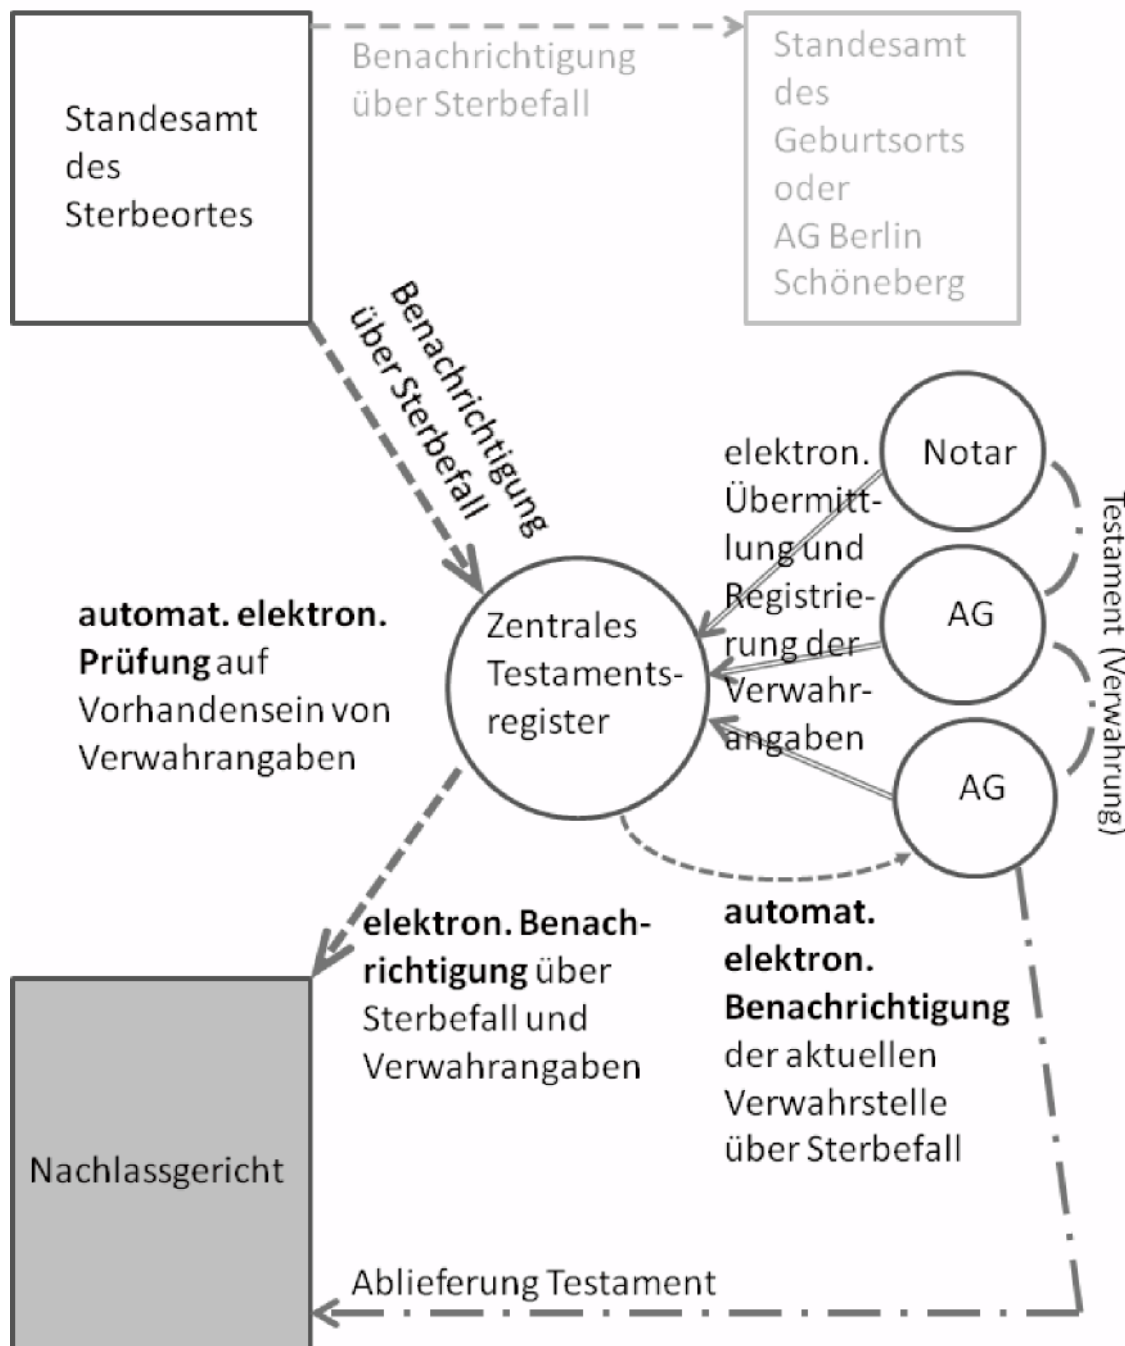 Standesamt
des
Sterbeortes
Benachrichtigung
über Sterbefall
Standesamt
des
Geburtsorts
oder
AG Berlin
Schöneberg
Benachrichtigung
über Sterbefall
elektron.
Übermitt-
lung und
Registrie-
rung der
Verwahr-
angaben
Notar
AG
AG
Testament (Verwahrung)
automat. elektron.
Prüfung auf
Vorhandensein von
Verwahrangaben
Zentrales
Testaments-
register
elektron. Benach-
richtigung über
Sterbefall und
Verwahrangaben
automat.
elektron.
Benachrichtigung
der aktuellen
Verwahrstelle
über Sterbefall
Nachlassgericht
Ablieferung Testament